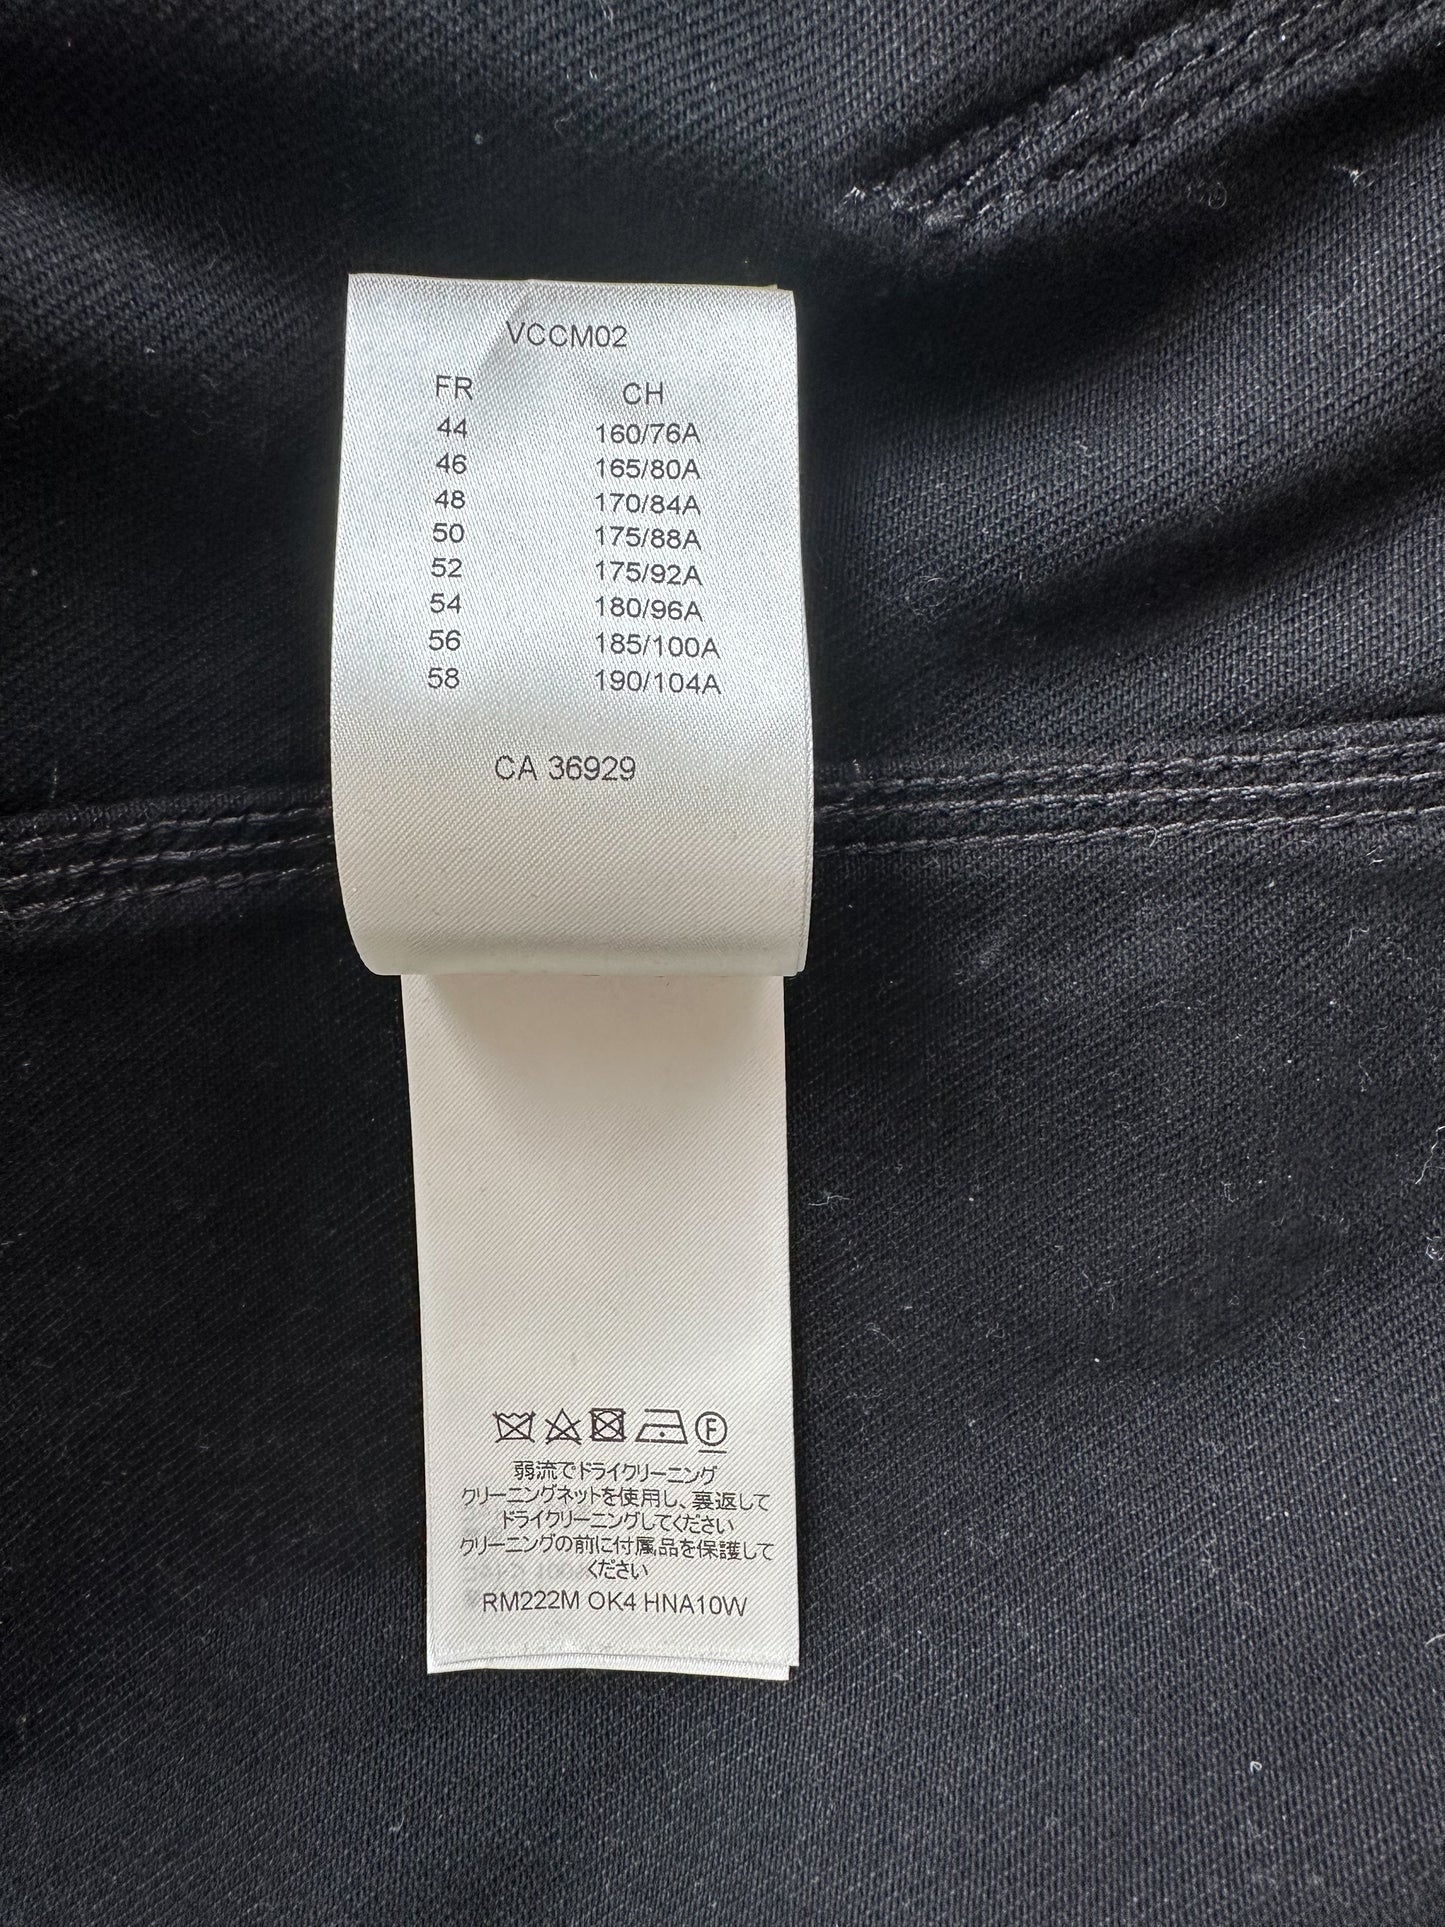 VCCM02
FR CH
44 160/76A
46 165/80A
48 170/84A
50 175/88A
52 175/92A
54 180/96A
56 185/100A
58 190/104A
CA 36929
F
弱流でドライクリーニング
クリーニングネットを使用し、裏返して
ドライクリーニングしてください
クリーニングの前に付属品を保護して
ください
RM222M OK4 HNA10W